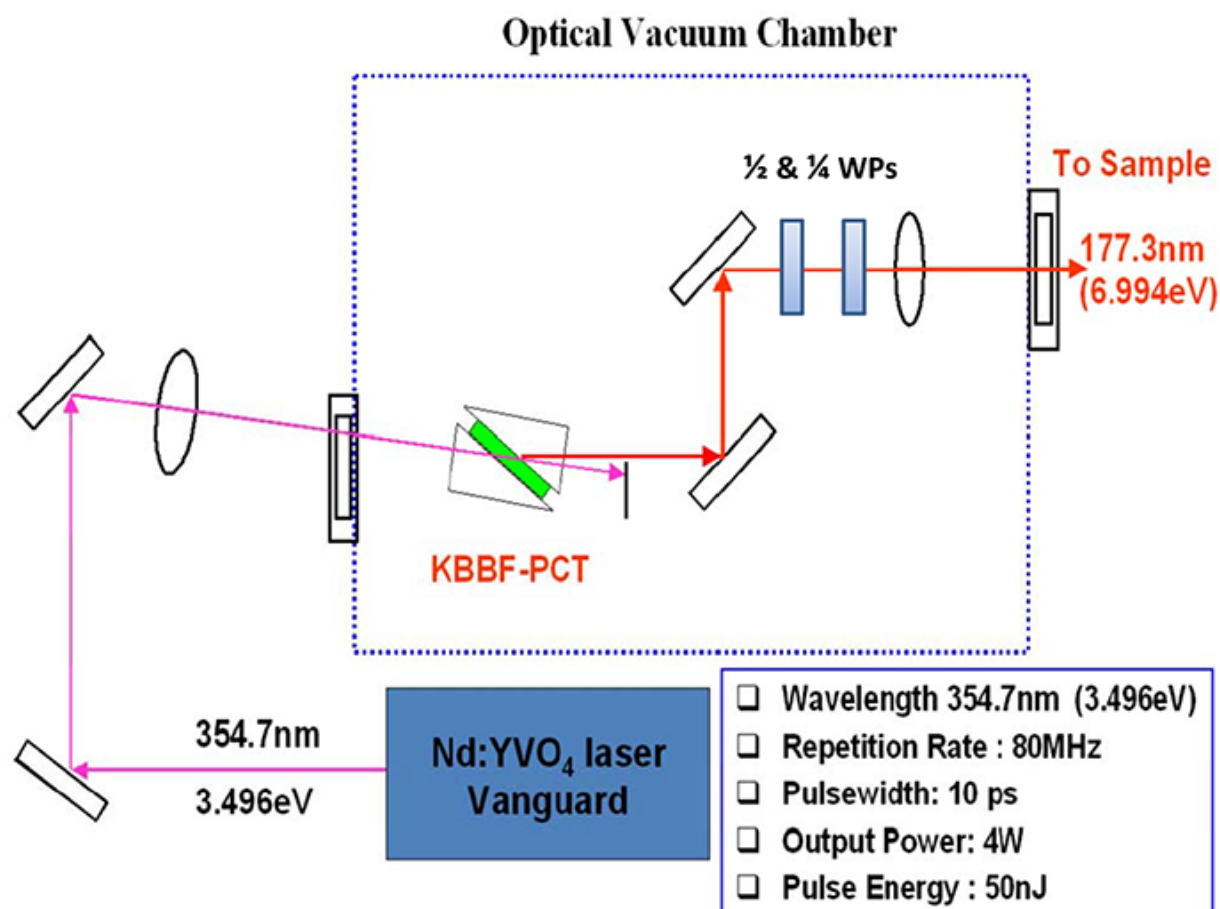 Optical Vacuum Chamber
½ & ¼ WPs
To Sample
177.3nm
(6.994eV)
KBBF-PCT
354.7nm
3.496eV
Nd:YVO₄ laser
Vanguard
❑ Wavelength 354.7nm (3.496eV)
❑ Repetition Rate : 80MHz
❑ Pulsewidth: 10 ps
❑ Output Power: 4W
❑ Pulse Energy : 50nJ